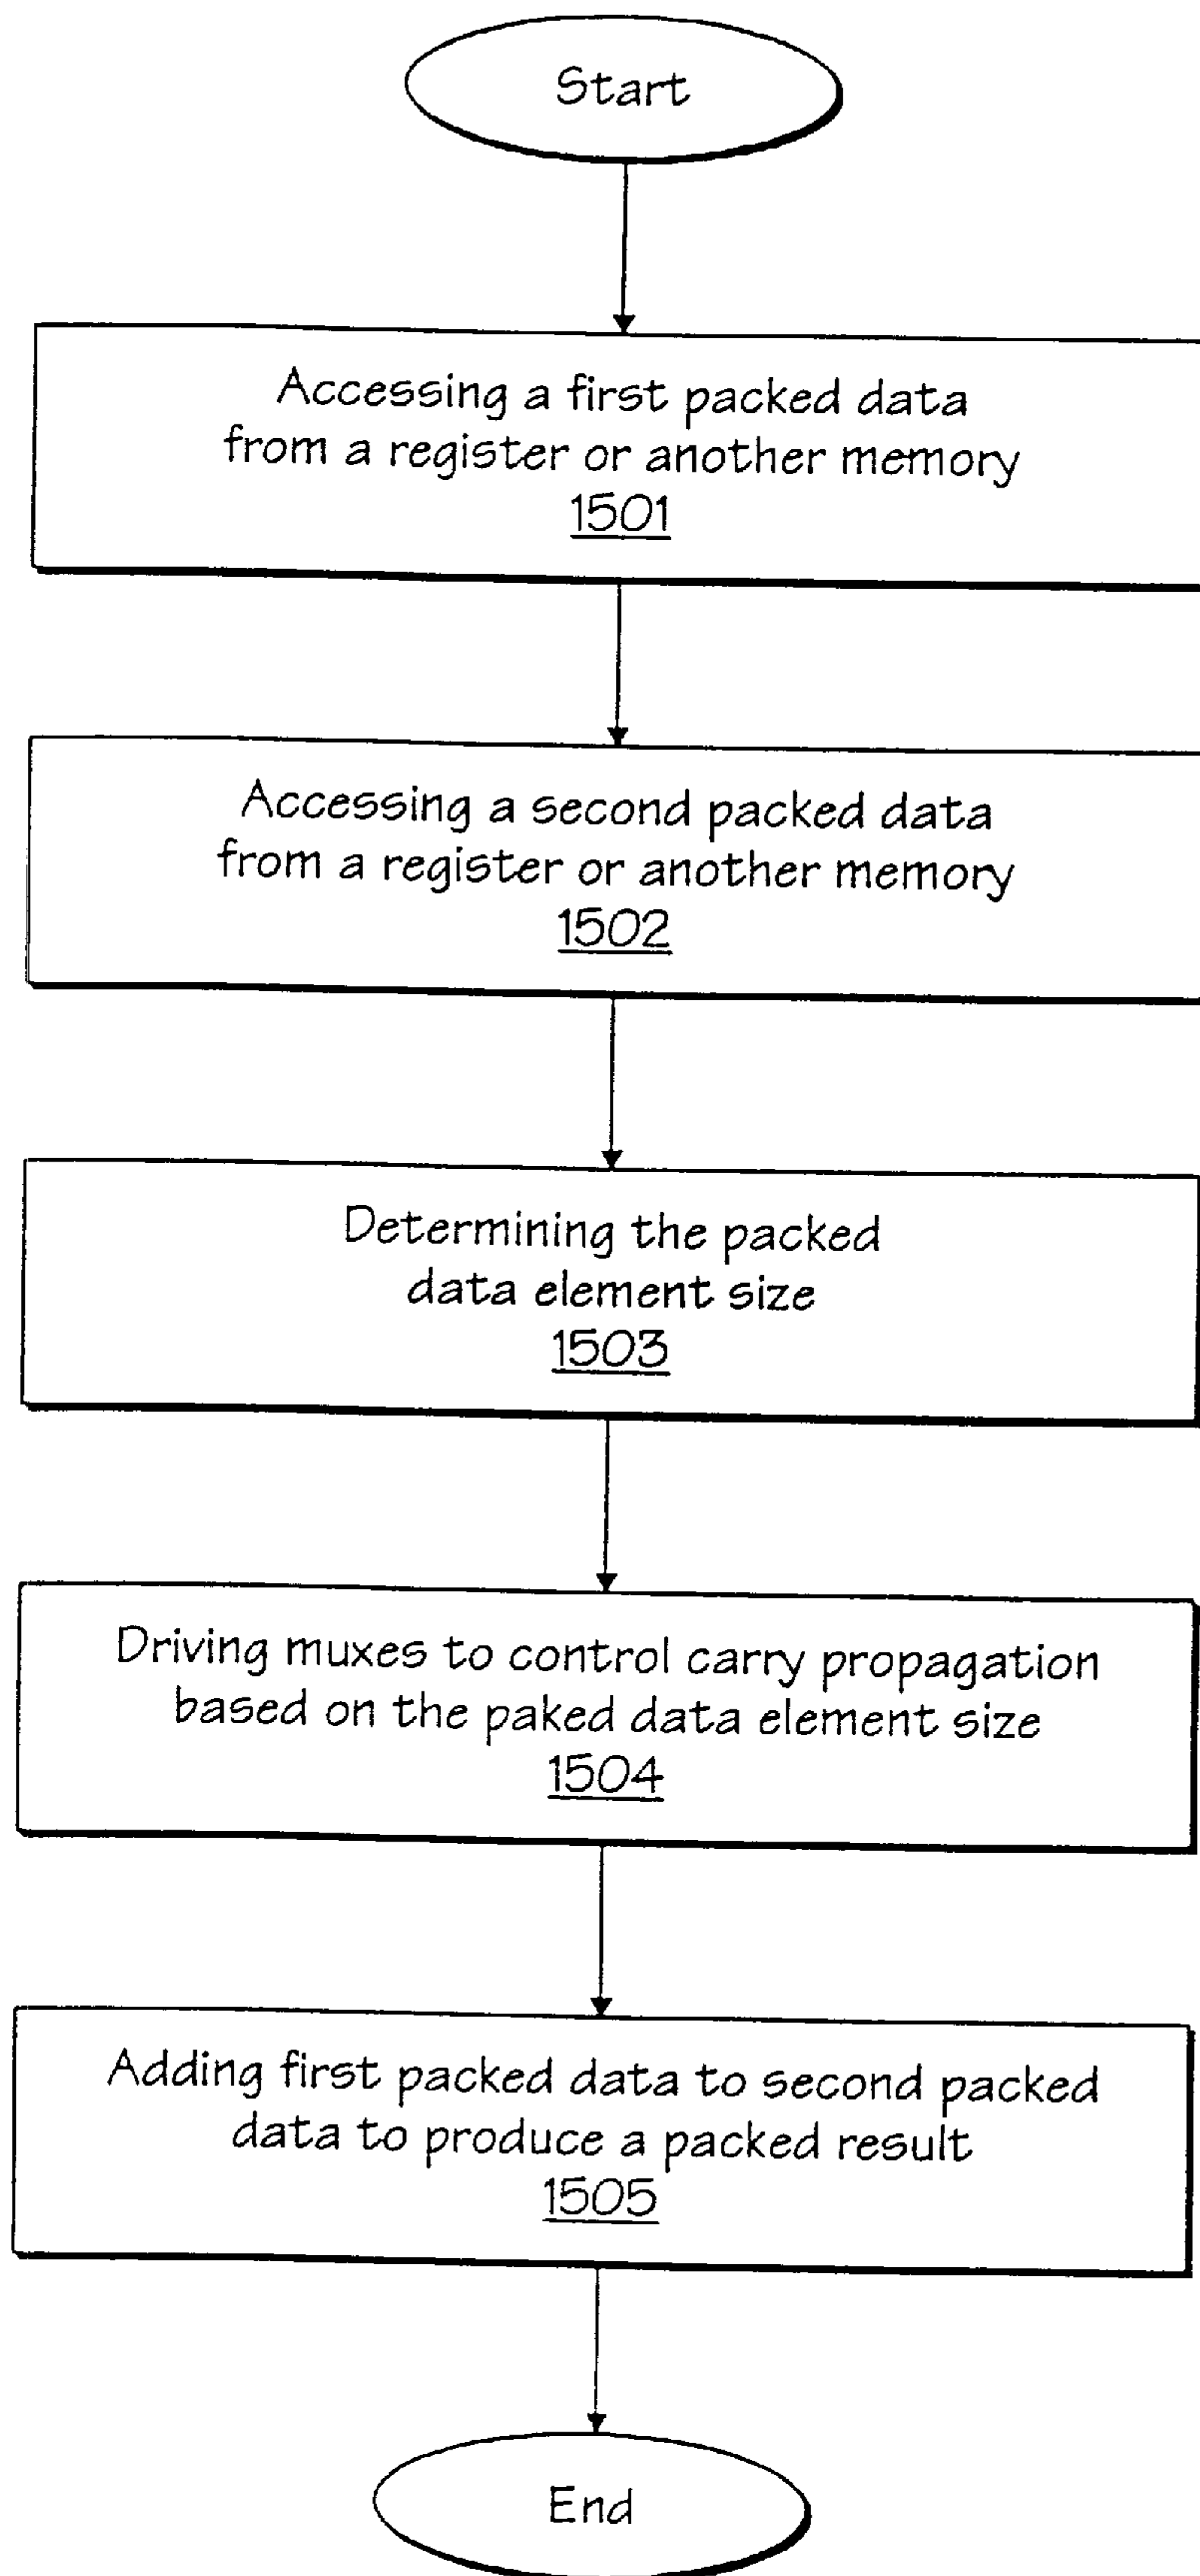 Start
Accessing a first packed data
from a register or another memory
1501
Accessing a second packed data
from a register or another memory
1502
Determining the packed
data element size
1503
Driving muxes to control carry propagation
based on the paked data element size
1504
Adding first packed data to second packed
data to produce a packed result
1505
End